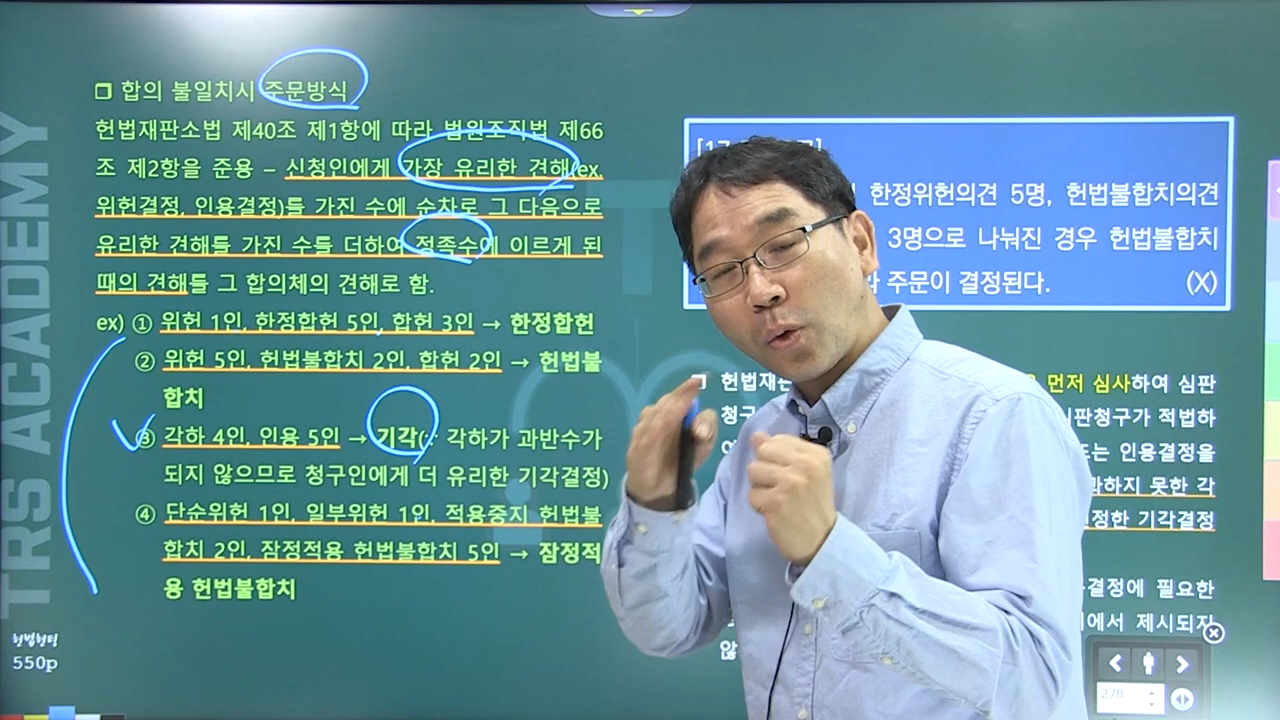 TRS ACADEMY
합의 불일치시 주문방식
헌법재판소법 제40조 제1항에 따라 법원조직법 제66
조 제2항을 준용 – 신청인에게 가장 유리한 견해(ex.
위헌결정, 인용결정)를 가진 수에 순차로 그 다음으로
유리한 견해를 가진 수를 더하여 정족수에 이르게 된
때의 견해를 그 합의체의 견해로 함.
ex) ① 위헌 1인, 한정합헌 5인, 합헌 3인 → 한정합헌
② 위헌 5인, 헌법불합치 2인, 합헌 2인 → 헌법불
합치
③ 각하 4인, 인용 5인 → 기각(∵ 각하가 과반수가
되지 않으므로 청구인에게 더 유리한 기각결정)
④ 단순위헌 1인, 일부위헌 1인, 적용중지 헌법불
합치 2인, 잠정적용 헌법불합치 5인 → 잠정적
용 헌법불합치
550p
한정위헌의견 5명, 헌법불합치의견
3명으로 나눠진 경우 헌법불합치
주문이 결정된다. (X)
먼저 심사하여 심판
심판청구가 적법하
또는 인용결정을
하지 못한 각
기각결정
결정에 필요한
에서 제시되지
않
278